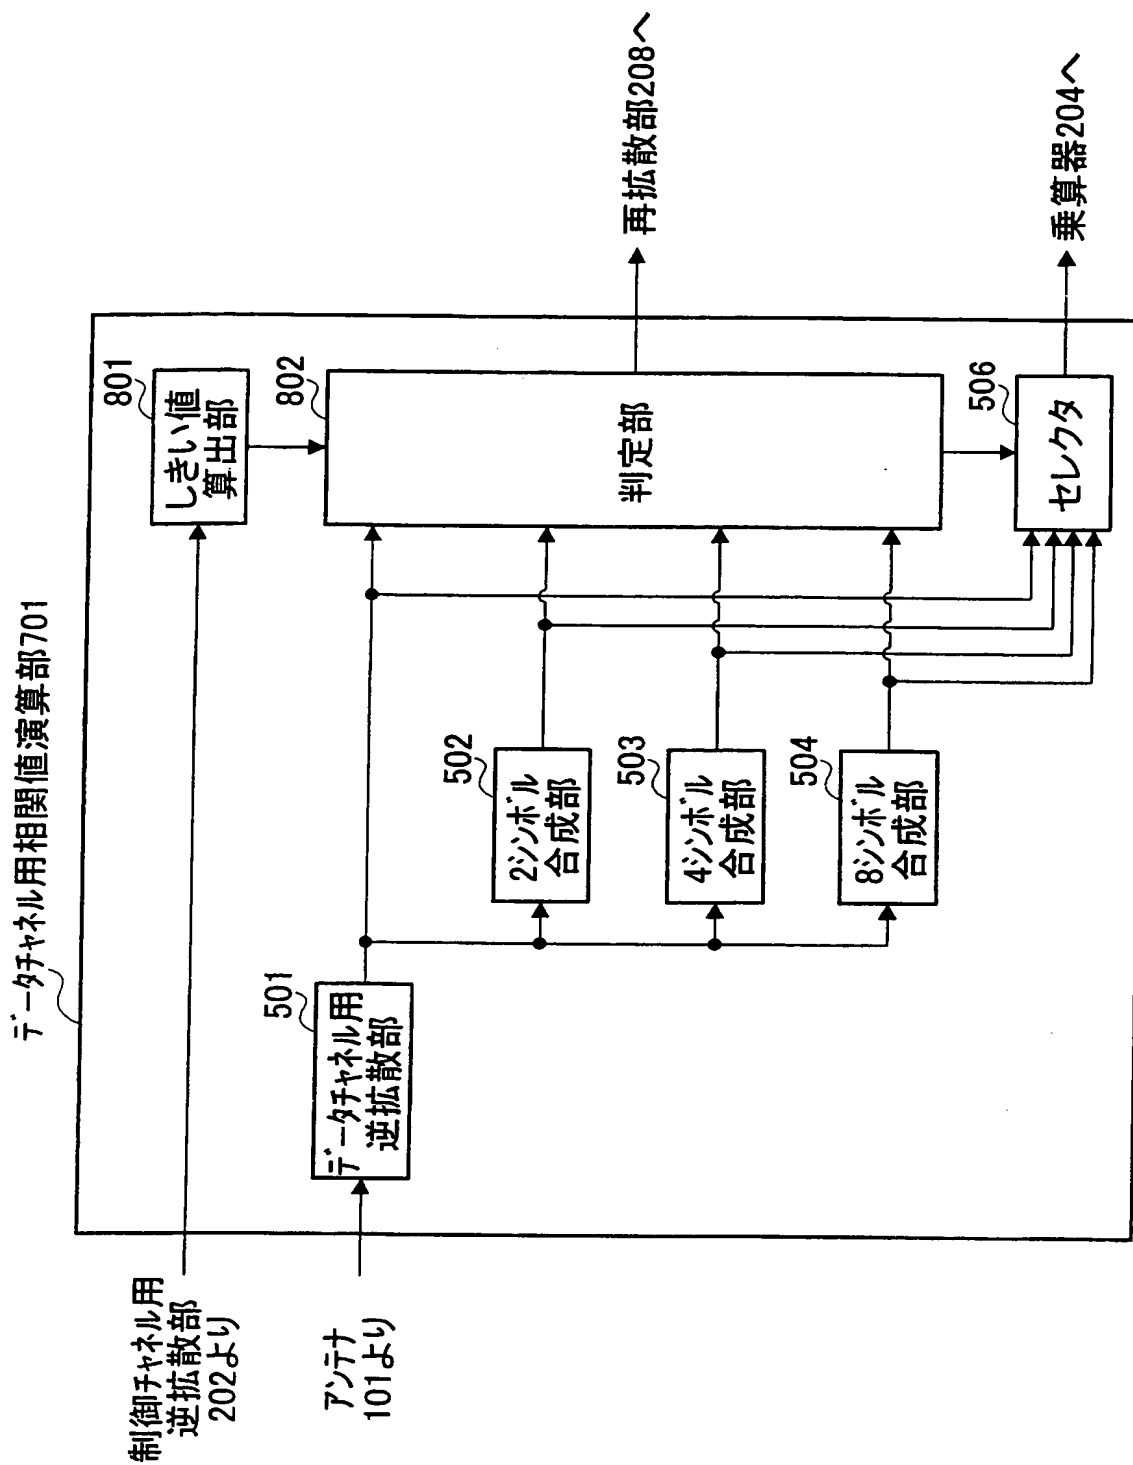 データチャネル用相関値演算部701
制御チャネル用
逆拡散部
202より
しきい値
算出部
801
アンテナ
101より
データチャネル用
逆拡散部
501
2シンボル
合成部
502
4シンボル
合成部
503
8シンボル
合成部
504
判定部
802
再拡散部208へ
セレクタ
506
乗算器204へ